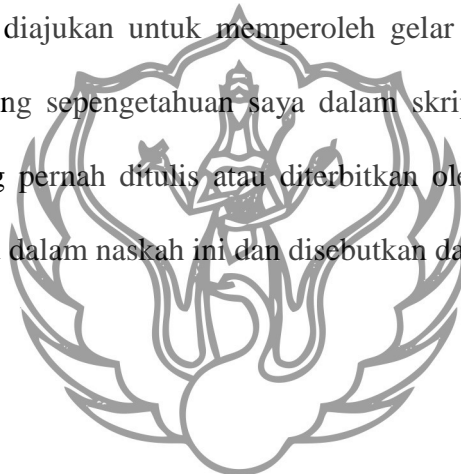 diajukan untuk memperoleh gelar
ng sepengetahuan saya dalam skrip
g pernah ditulis atau diterbitkan ole
dalam naskah ini dan disebutkan da